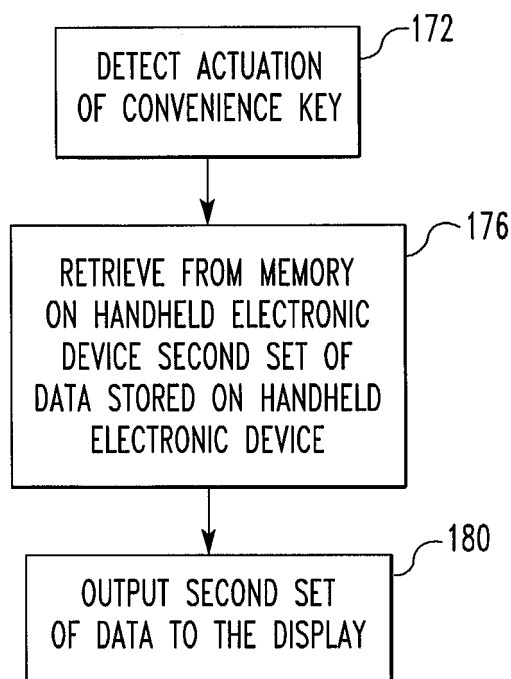 172
DETECT ACTUATION
OF CONVENIENCE KEY
176
RETRIEVE FROM MEMORY
ON HANDHELD ELECTRONIC
DEVICE SECOND SET OF
DATA STORED ON HANDHELD
ELECTRONIC DEVICE
180
OUTPUT SECOND SET
OF DATA TO THE DISPLAY